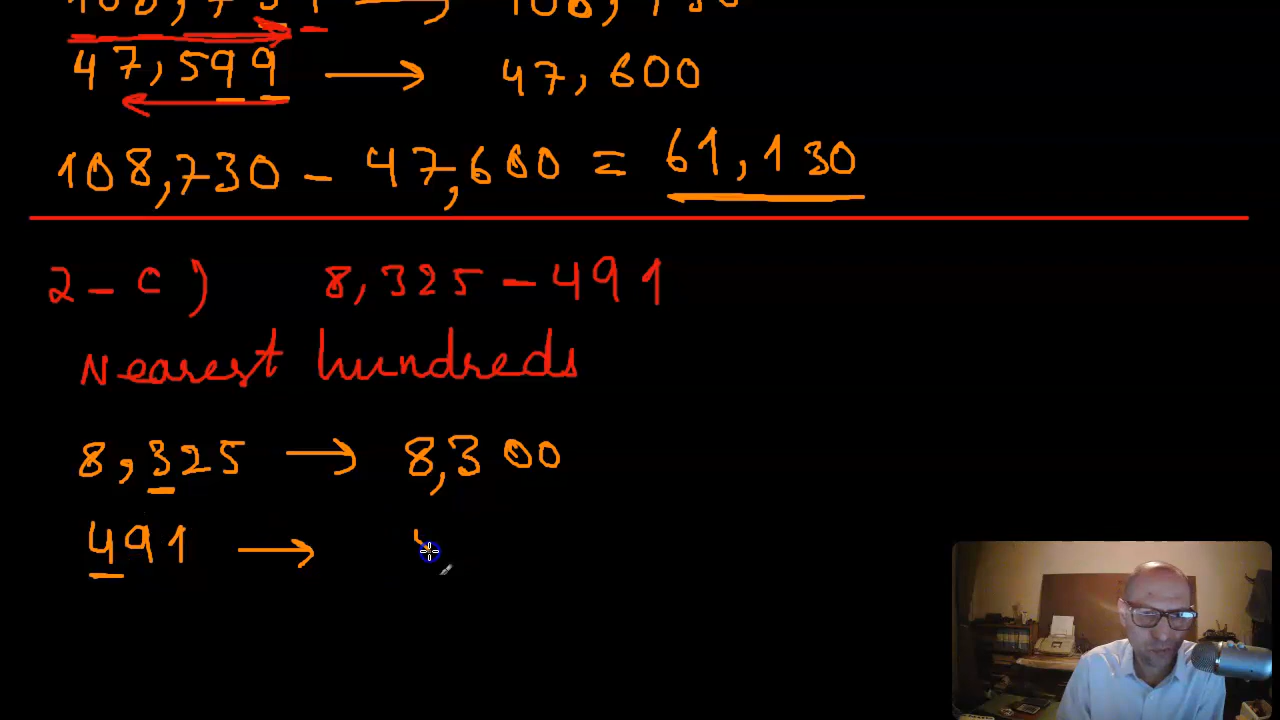 47,599 → 47,600
108,730 - 47,600 = 61,130
2-c) 8,325-491
Nearest hundreds
8,325 → 8,300
491 →